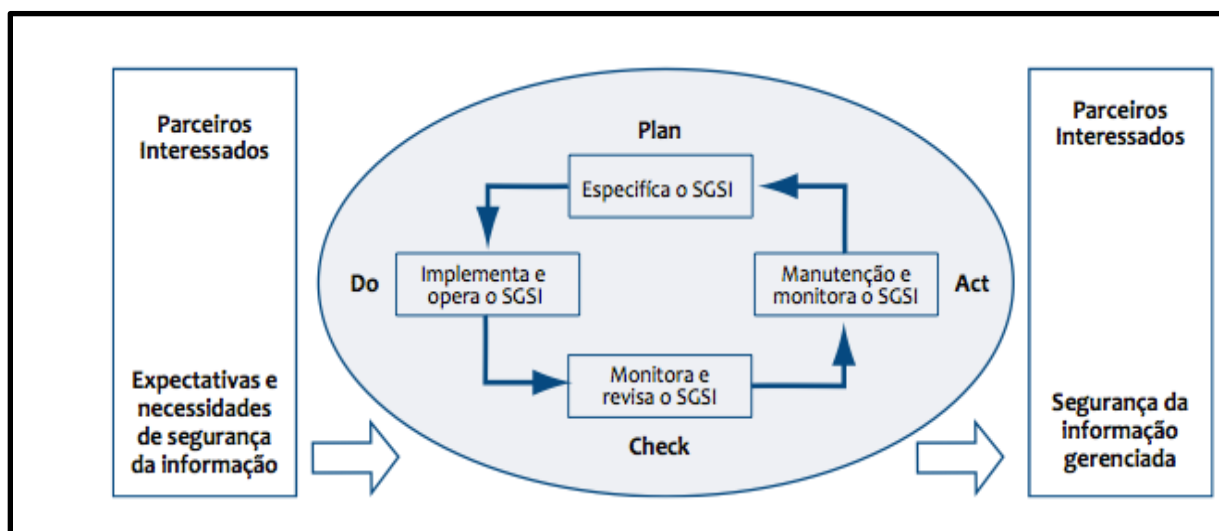 Parceiros
Interessados
Expectativas e
necessidades
de segurança
da informação
Plan
Especifica o SGSI
Do
Implementa e
opera o SGSI
Manutenção e
monitora o SGSI
Act
Monitora e
revisa o SGSI
Check
Parceiros
Interessados
Segurança da
informação
gerenciada